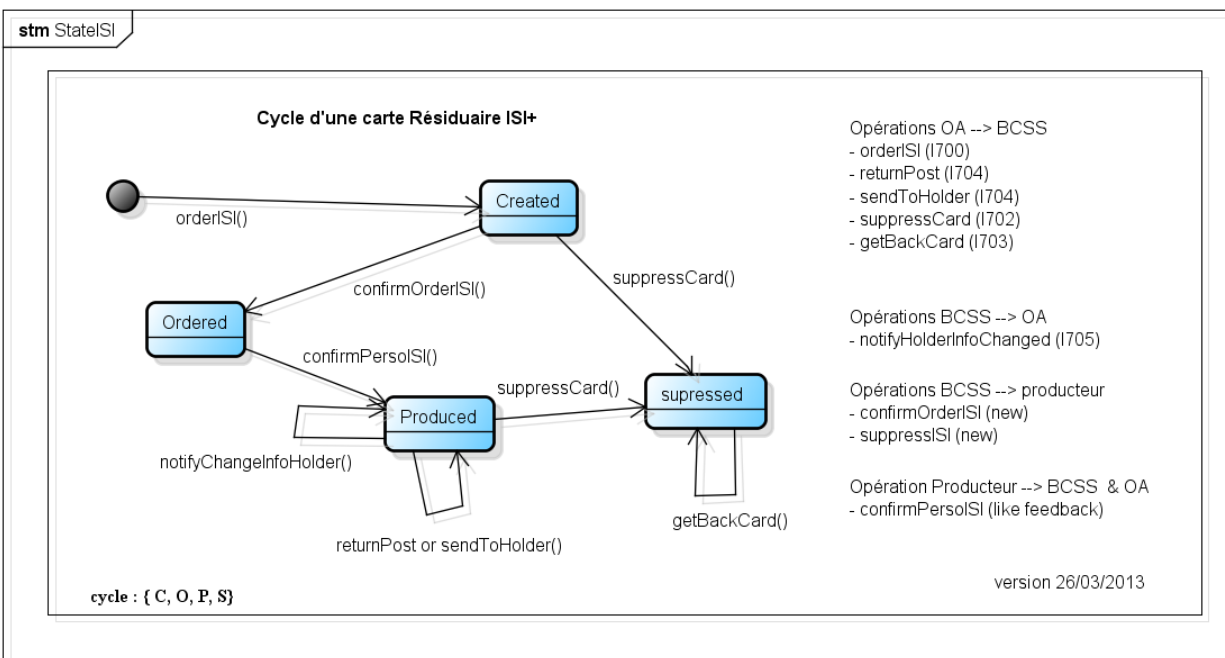 stm StateISI
Cycle d'une carte Résiduaire ISI+
orderISI()
Created
confirmOrderISI()
suppressCard()
Ordered
confirmPersoISI()
suppressCard()
supressed
Produced
notifyChangeInfoHolder()
returnPost or sendToHolder()
getBackCard()
cycle : { C, O, P, S}
Opérations OA --> BCSS
- orderISI (I700)
- returnPost (I704)
- sendToHolder (I704)
- suppressCard (I702)
- getBackCard (I703)
Opérations BCSS --> OA
- notifyHolderInfoChanged (I705)
Opérations BCSS --> producteur
- confirmOrderISI (new)
- suppressISI (new)
Opération Producteur --> BCSS & OA
- confirmPersoISI (like feedback)
version 26/03/2013